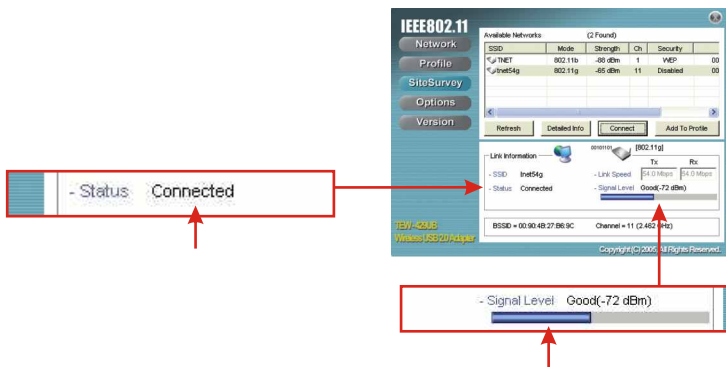 IEEE802.11
Network
Profile
SiteSurvey
Options
Version
Available Networks (2 Found)
SSID Mode Strength Ch Security
TNET 802.11b -88 dBm 1 WEP 00
tnet54g 802.11g -65 dBm 11 Disabled 00
Refresh Detailed Info Connect Add To Profile
Link Information 00101101 [802.11g]
Tx Rx
- SSID tnet54g - Link Speed 54.0 Mbps 54.0 Mbps
- Status Connected - Signal Level Good(-72 dBm)
BSSID = 00:90:4B:27:B6:9C Channel = 11 (2.462 GHz)
TEW-429UB
Wireless USB 2.0 Adapter
Copyright (C) 2005, All Rights Reserved.
- Status Connected
- Signal Level Good(-72 dBm)